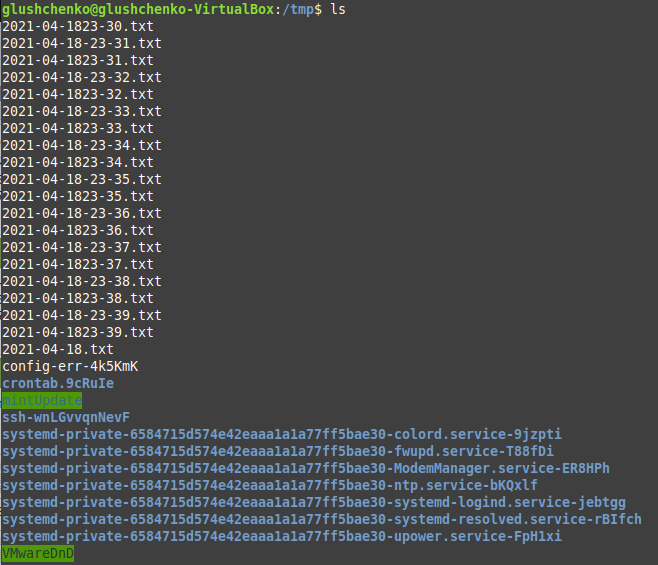 glushchenko@glushchenko-VirtualBox:/tmp$ ls
2021-04-1823-30.txt
2021-04-18-23-31.txt
2021-04-1823-31.txt
2021-04-18-23-32.txt
2021-04-1823-32.txt
2021-04-18-23-33.txt
2021-04-1823-33.txt
2021-04-18-23-34.txt
2021-04-1823-34.txt
2021-04-18-23-35.txt
2021-04-1823-35.txt
2021-04-18-23-36.txt
2021-04-1823-36.txt
2021-04-18-23-37.txt
2021-04-1823-37.txt
2021-04-18-23-38.txt
2021-04-1823-38.txt
2021-04-18-23-39.txt
2021-04-1823-39.txt
2021-04-18.txt
config-err-4k5KmK
crontab.9cRuIe
mintUpdate
ssh-wnLGvvqnNevF
systemd-private-6584715d574e42eaaa1a1a77ff5bae30-colord.service-9jzpti
systemd-private-6584715d574e42eaaa1a1a77ff5bae30-fwupd.service-T88fDi
systemd-private-6584715d574e42eaaa1a1a77ff5bae30-ModemManager.service-ER8HPh
systemd-private-6584715d574e42eaaa1a1a77ff5bae30-ntp.service-bKQxlf
systemd-private-6584715d574e42eaaa1a1a77ff5bae30-systemd-logind.service-jebtgg
systemd-private-6584715d574e42eaaa1a1a77ff5bae30-systemd-resolved.service-rBIfch
systemd-private-6584715d574e42eaaa1a1a77ff5bae30-upower.service-FpH1xi
VMwareDnD